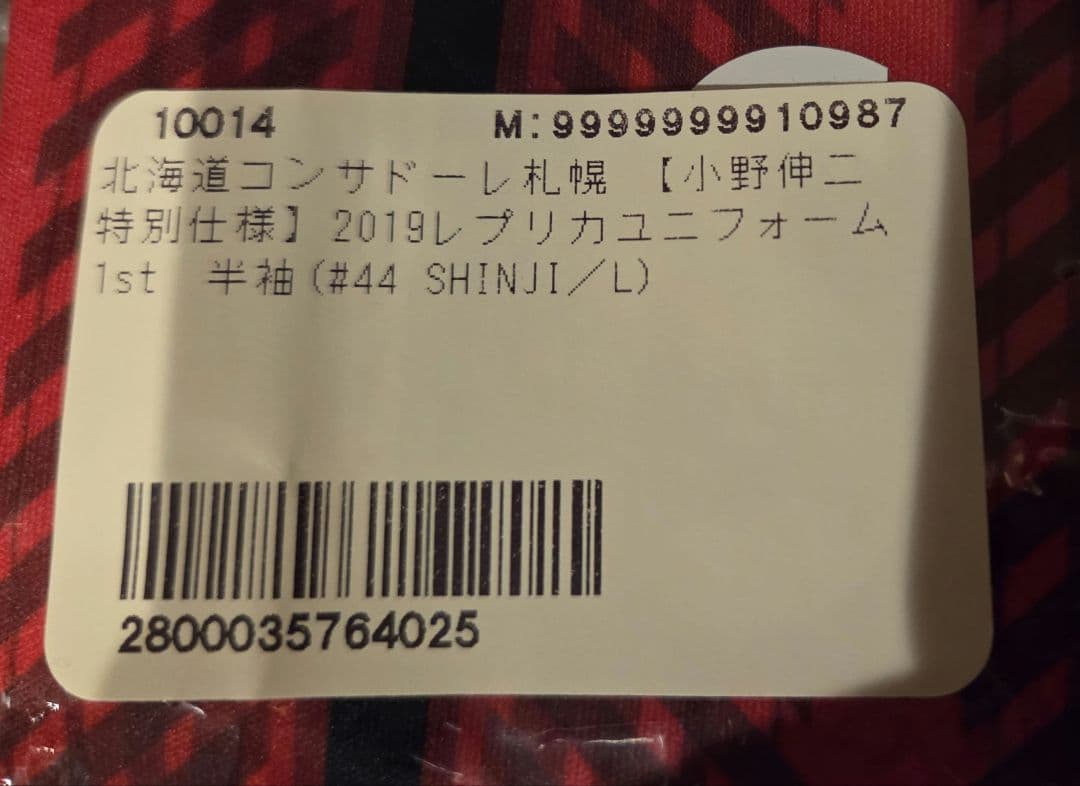 10014 M:9999999910987
北海道コンサドーレ札幌 【小野伸二
特別仕様】2019レプリカユニフォーム
1st 半袖(#44 SHINJI/L)
2800035764025